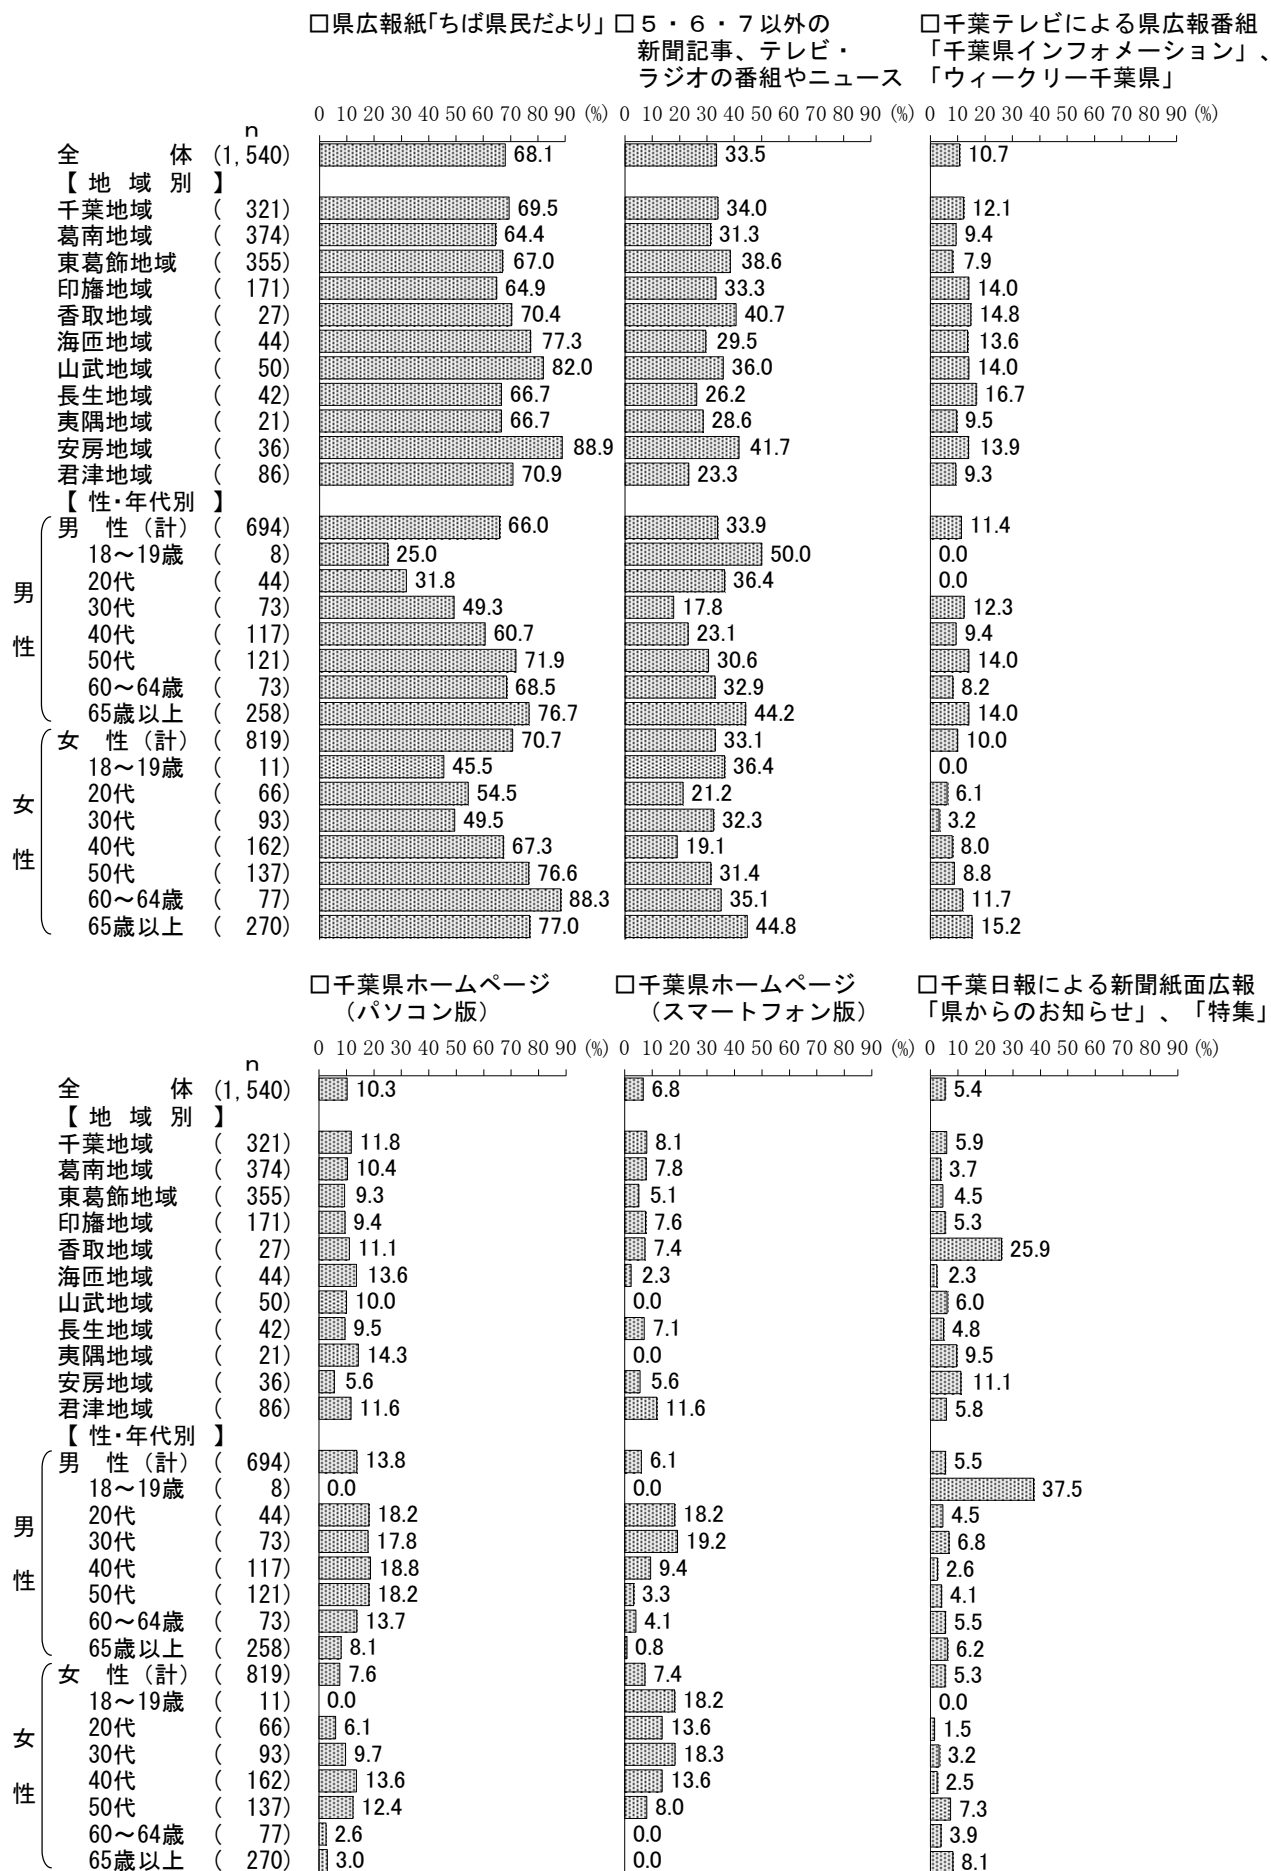 □県広報紙「ちば県民だより」 □５・６・７以外の □千葉テレビによる県広報番組
新聞記事、テレビ・ 「千葉県インフォメーション」、
ラジオの番組やニュース 「ウィークリー千葉県」
0 10 20 30 40 50 60 70 80 90 (%) 0 10 20 30 40 50 60 70 80 90 (%) 0 10 20 30 40 50 60 70 80 90 (%)
n
全 体 (1,540) 68.1 33.5 10.7
【 地 域 別 】
千葉地域 ( 321) 69.5 34.0 12.1
葛南地域 ( 374) 64.4 31.3 9.4
東葛飾地域 ( 355) 67.0 38.6 7.9
印旛地域 ( 171) 64.9 33.3 14.0
香取地域 ( 27) 70.4 40.7 14.8
海匝地域 ( 44) 77.3 29.5 13.6
山武地域 ( 50) 82.0 36.0 14.0
長生地域 ( 42) 66.7 26.2 16.7
夷隅地域 ( 21) 66.7 28.6 9.5
安房地域 ( 36) 88.9 41.7 13.9
君津地域 ( 86) 70.9 23.3 9.3
【 性・年代別 】
男 性（計） ( 694) 66.0 33.9 11.4
18～19歳 ( 8) 25.0 50.0 0.0
20代 ( 44) 31.8 36.4 0.0
男
30代 ( 73) 49.3 17.8 12.3
40代 ( 117) 60.7 23.1 9.4
性
50代 ( 121) 71.9 30.6 14.0
60～64歳 ( 73) 68.5 32.9 8.2
65歳以上 ( 258) 76.7 44.2 14.0
女 性（計） ( 819) 70.7 33.1 10.0
18～19歳 ( 11) 45.5 36.4 0.0
20代 ( 66) 54.5 21.2 6.1
女
30代 ( 93) 49.5 32.3 3.2
40代 ( 162) 67.3 19.1 8.0
性
50代 ( 137) 76.6 31.4 8.8
60～64歳 ( 77) 88.3 35.1 11.7
65歳以上 ( 270) 77.0 44.8 15.2
□千葉県ホームページ □千葉県ホームページ □千葉日報による新聞紙面広報
（パソコン版） （スマートフォン版） 「県からのお知らせ」、「特集」
0 10 20 30 40 50 60 70 80 90 (%) 0 10 20 30 40 50 60 70 80 90 (%) 0 10 20 30 40 50 60 70 80 90 (%)
n
全 体 (1,540) 10.3 6.8 5.4
【 地 域 別 】
千葉地域 ( 321) 11.8 8.1 5.9
葛南地域 ( 374) 10.4 7.8 3.7
東葛飾地域 ( 355) 9.3 5.1 4.5
印旛地域 ( 171) 9.4 7.6 5.3
香取地域 ( 27) 11.1 7.4 25.9
海匝地域 ( 44) 13.6 2.3 2.3
山武地域 ( 50) 10.0 0.0 6.0
長生地域 ( 42) 9.5 7.1 4.8
夷隅地域 ( 21) 14.3 0.0 9.5
安房地域 ( 36) 5.6 5.6 11.1
君津地域 ( 86) 11.6 11.6 5.8
【 性・年代別 】
男 性（計） ( 694) 13.8 6.1 5.5
18～19歳 ( 8) 0.0 0.0 37.5
20代 ( 44) 18.2 18.2 4.5
男
30代 ( 73) 17.8 19.2 6.8
40代 ( 117) 18.8 9.4 2.6
性
50代 ( 121) 18.2 3.3 4.1
60～64歳 ( 73) 13.7 4.1 5.5
65歳以上 ( 258) 8.1 0.8 6.2
女 性（計） ( 819) 7.6 7.4 5.3
18～19歳 ( 11) 0.0 18.2 0.0
20代 ( 66) 6.1 13.6 1.5
女
30代 ( 93) 9.7 18.3 3.2
40代 ( 162) 13.6 13.6 2.5
性
50代 ( 137) 12.4 8.0 7.3
60～64歳 ( 77) 2.6 0.0 3.9
65歳以上 ( 270) 3.0 0.0 8.1